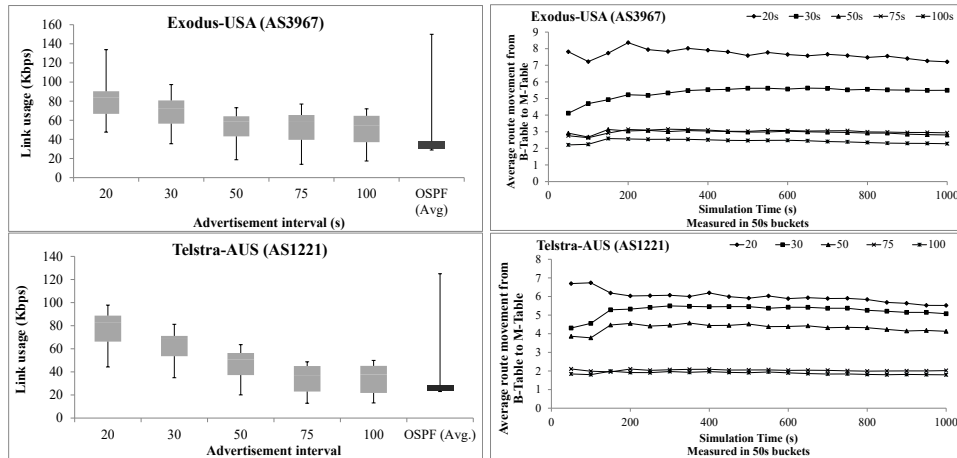 Exodus-USA (AS3967)
Link usage (Kbps)
160
140
120
100
80
60
40
20
0
20 30 50 75 100 OSPF
(Avg)
Advertisement interval (s)
Exodus-USA (AS3967)
20s 30s 50s 75s 100s
Average route movement from
B-Table to M-Table
9
8
7
6
5
4
3
2
1
0
0 200 400 600 800 1000
Simulation Time (s)
Measured in 50s buckets
Telstra-AUS (AS1221)
Link usage (Kbps)
140
120
100
80
60
40
20
0
20 30 50 75 100 OSPF (Avg.)
Advertisement interval
Telstra-AUS (AS1221)
20 30 50 75 100
Average route movement from
B-Table to M-Table
8
7
6
5
4
3
2
1
0
0 200 400 600 800 1000
Simulation Time (s)
Measured in 50s buckets